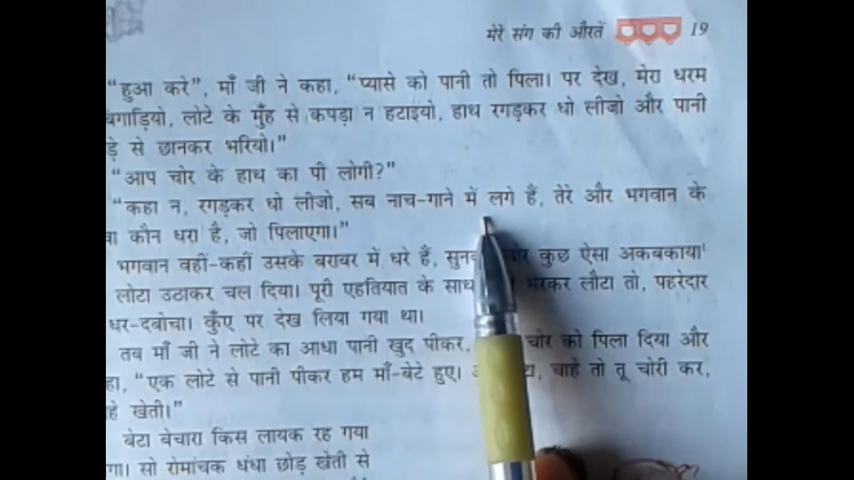 मेरे संग की औरतें 19
"हुआ करे", माँ जी ने कहा, "प्यासे को पानी तो पिला। पर देख, मेरा धरम
बिगाड़ियो, लोटे के मुँह से कपड़ा न हटाइयो, हाथ रगड़कर धो लीजो और पानी
ड़े से छानकर भरियो।"
"आप चोर के हाथ का पी लोगी?"
"कहा न, रगड़कर धो लीजो, सब नाच-गाने में लगे हैं, तेरे और भगवान के
वा कौन धरा है, जो पिलाएगा।"
भगवान वहीं-कहीं उसके बराबर में धरे हैं, कुछ ऐसा अकबकाया
लोटा उठाकर चल दिया। पूरी एहतियात के साथ भरकर लौटा तो, पहरेदार
धर-दबोचा। कुँए पर देख लिया गया था।
तब माँ जी ने लोटे का आधा पानी खुद पीकर, चोर को पिला दिया और
हा, "एक लोटे से पानी पीकर हम माँ-बेटे हुए। चाहे तो तू चोरी कर,
हे खेती।"
बेटा बेचारा किस लायक रह गया
गा। सो रोमांचक धंधा छोड़ खेती से